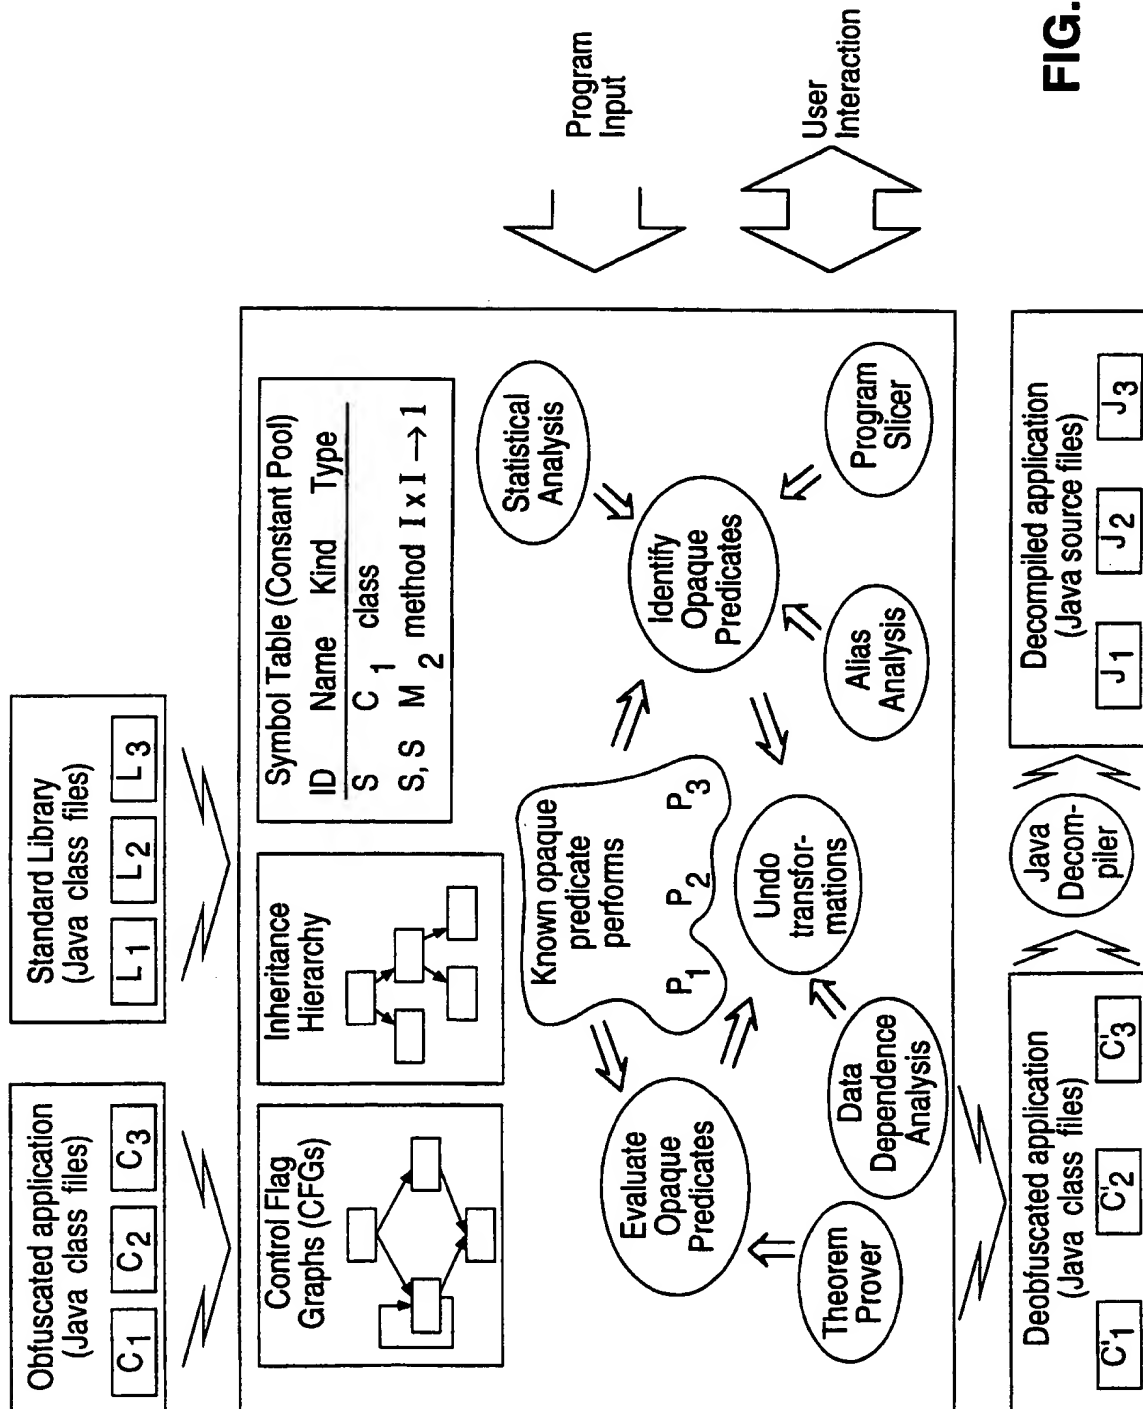 Obfuscated application
(Java class files)
C1 C2 C3
Standard Library
(Java class files)
L1 L2 L3
Control Flag
Graphs (CFGs)
Inheritance
Hierarchy
Symbol Table (Constant Pool)
ID Name Kind Type
S C1 class
S, S M2 method I x I → 1
Program
Input
User
Interaction
Known opaque
predicate
performs
P1 P2 P3
Statistical
Analysis
Evaluate
Opaque
Predicates
Identify
Opaque
Predicates
Undo
transfor-
mations
Theorem
Prover
Data
Dependence
Analysis
Alias
Analysis
Program
Slicer
Deobfuscated application
(Java class files)
C'1 C'2 C'3
Java
Decom-
piler
Decompiled application
(Java source files)
J1 J2 J3
FIG.